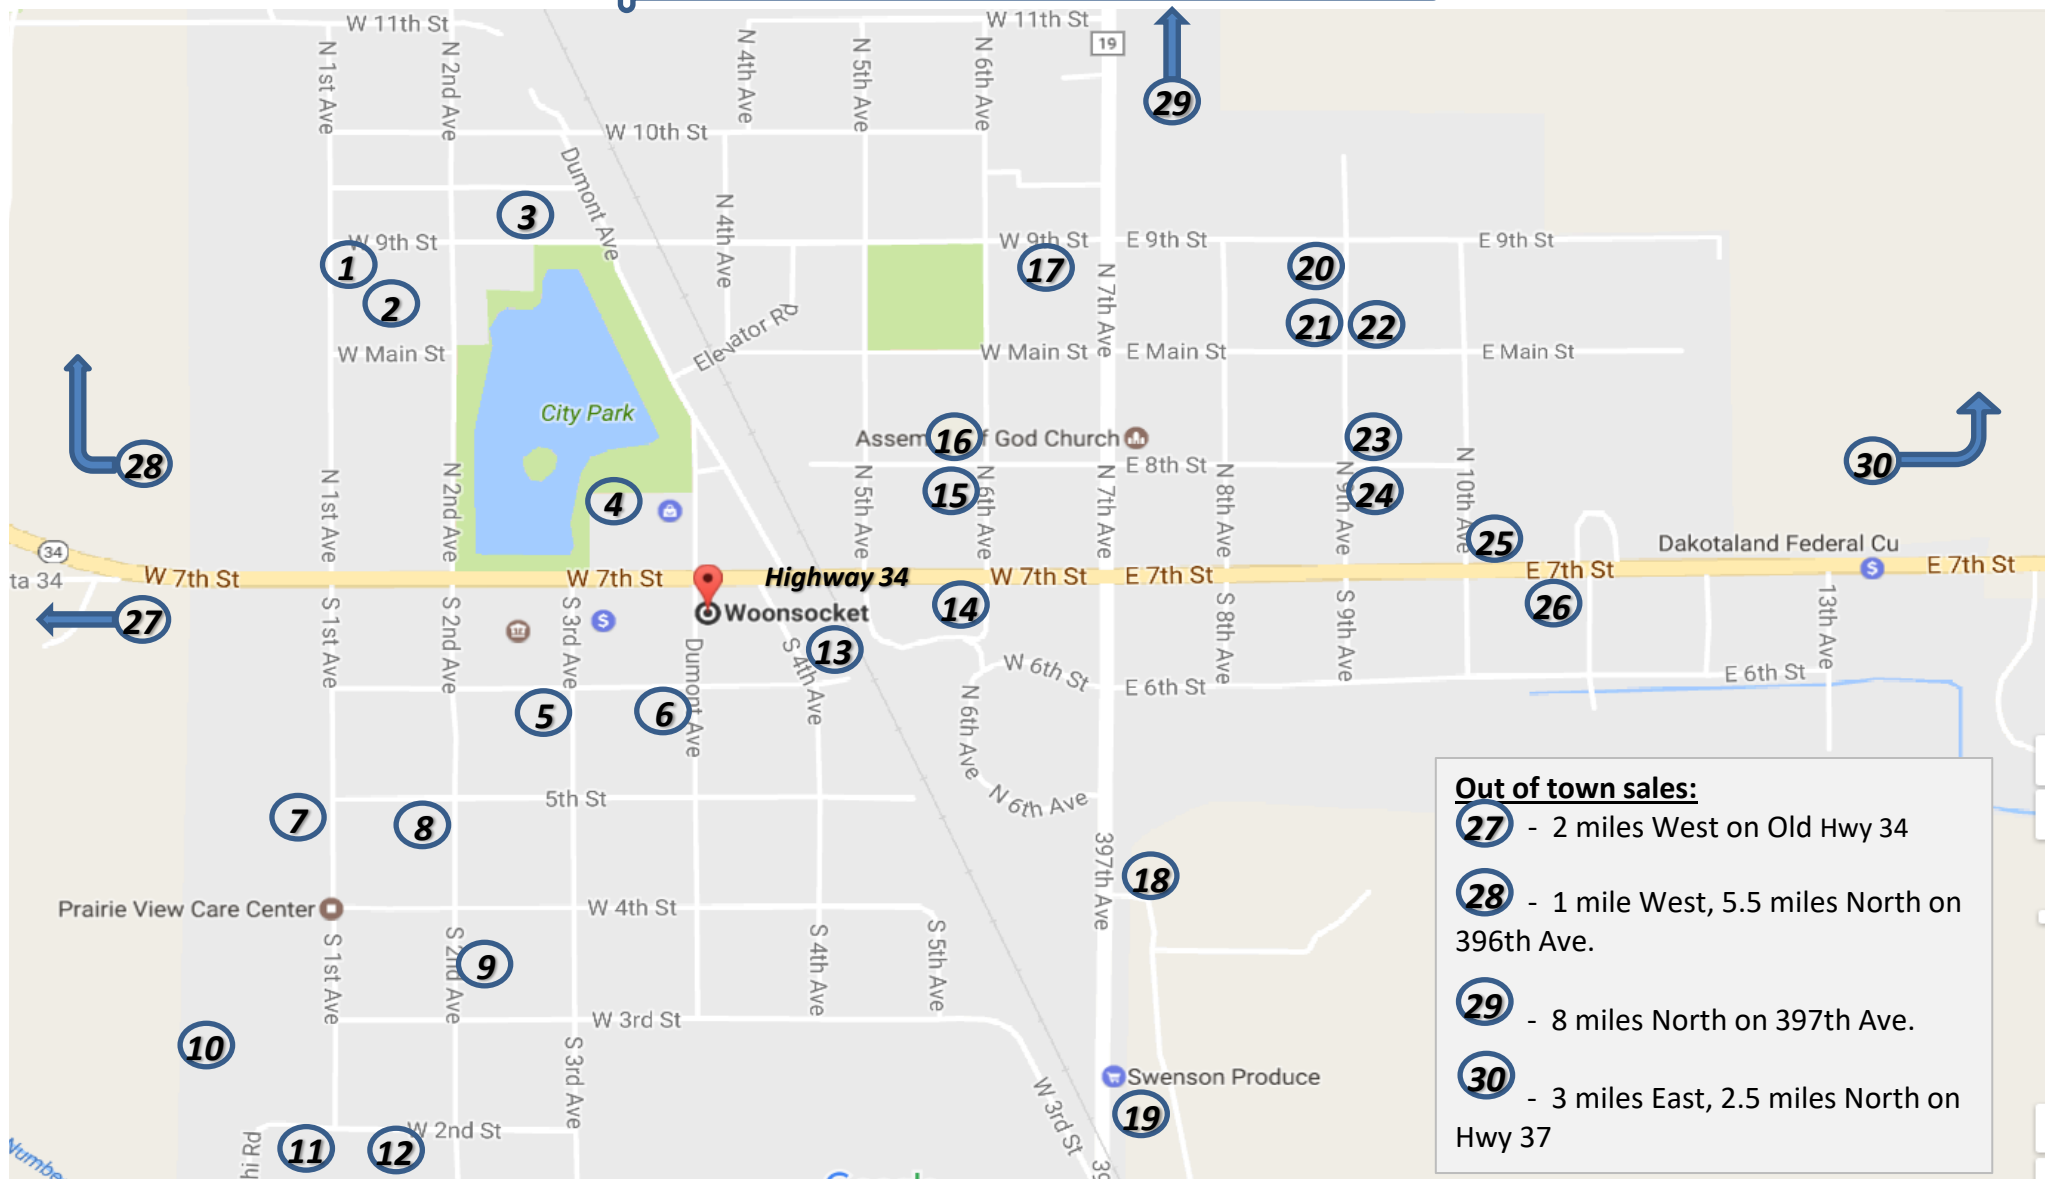 W 11th St
W 11th St
19
N 1st Ave
N 2nd Ave
N 4th Ave
N 5th Ave
N 6th Ave
29
W 10th St
Dumont Ave
N 4th Ave
3
W 9th St
W 9th St
E 9th St
E 9th St
1
17
20
N 7th Ave
2
Elevator Rd
21
22
W Main St
W Main St
E Main St
E Main St
City Park
16
Assem of God Church
23
28
E 8th St
30
N 1st Ave
N 2nd Ave
4
N 5th Ave
15
N 6th Ave
N 7th Ave
N 8th Ave
N 9th Ave
24
N 10th Ave
25
Dakotaland Federal Cu
34
ta 34
W 7th St
W 7th St
Highway 34
W 7th St
E 7th St
E 7th St
E 7th St
27
Woonsocket
14
26
S 1st Ave
S 2nd Ave
S 3rd Ave
Dumont Ave
S 4th Ave
13
S 8th Ave
S 9th Ave
13th Ave
W 6th St
E 6th St
E 6th St
5
6
N 6th Ave
N 6th Ave
5th St
7
8
397th Ave
18
Prairie View Care Center
W 4th St
S 1st Ave
S 2nd Ave
9
S 4th Ave
S 5th Ave
W 3rd St
10
S 3rd Ave
W 3rd St
Swenson Produce
19
W 2nd St
11
12
hi Rd
Numbe
39
Google
Out of town sales:
27 - 2 miles West on Old Hwy 34
28 - 1 mile West, 5.5 miles North on
396th Ave.
29 - 8 miles North on 397th Ave.
30 - 3 miles East, 2.5 miles North on
Hwy 37